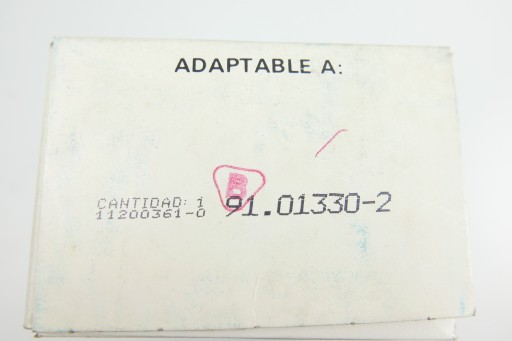 ADAPTABLE A:
B
CANTIDAD: 1
11200361-0 91.01330-2